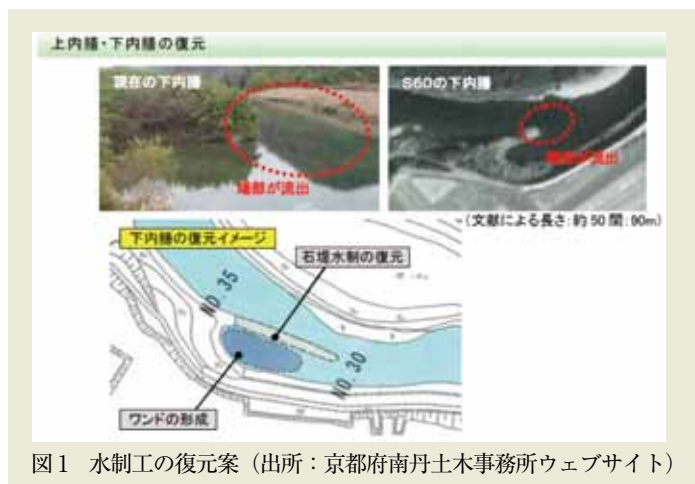 上内膳・下内膳の復元
現在の下内膳
S60の下内膳
端部が流出
端部が流出
(文献による長さ:約50間:90m)
下内膳の復元イメージ
石堤水制の復元
NO.35
NO.30
ワンドの形成
図1 水制工の復元案(出所:京都府南丹土木事務所ウェブサイト)